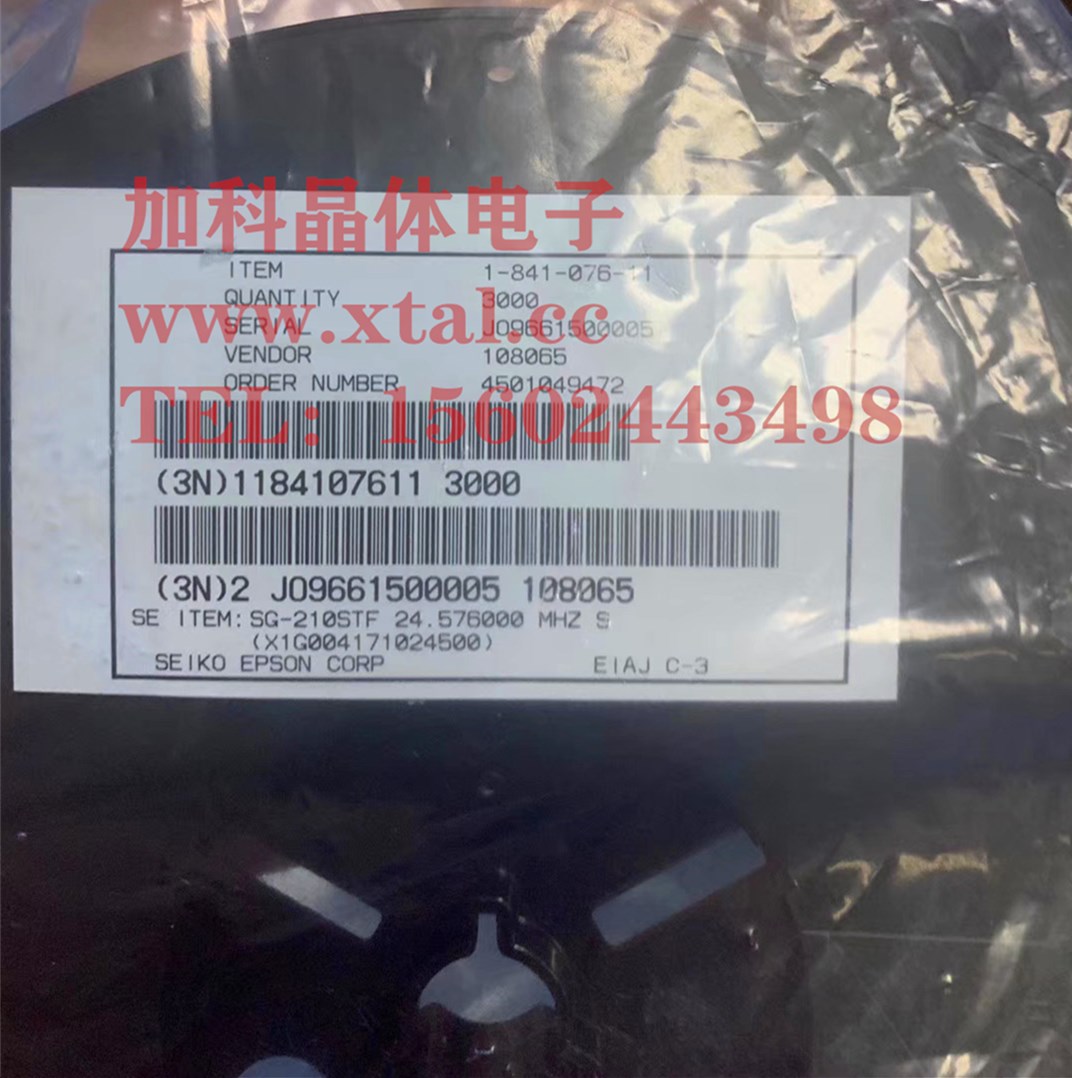 加科晶体电子
ITEM 1-841-076-11
QUANTITY 3000
www.xtal.cc
SERIAL J09661500005
VENDOR 108065
ORDER NUMBER 4501049472
TEL：15602443498
(3N)1184107611 3000
(3N)2 J09661500005 108065
SE ITEM:SG-210STF 24.576000 MHZ S
(X1G004171024500)
SEIKO EPSON CORP EIAJ C-3